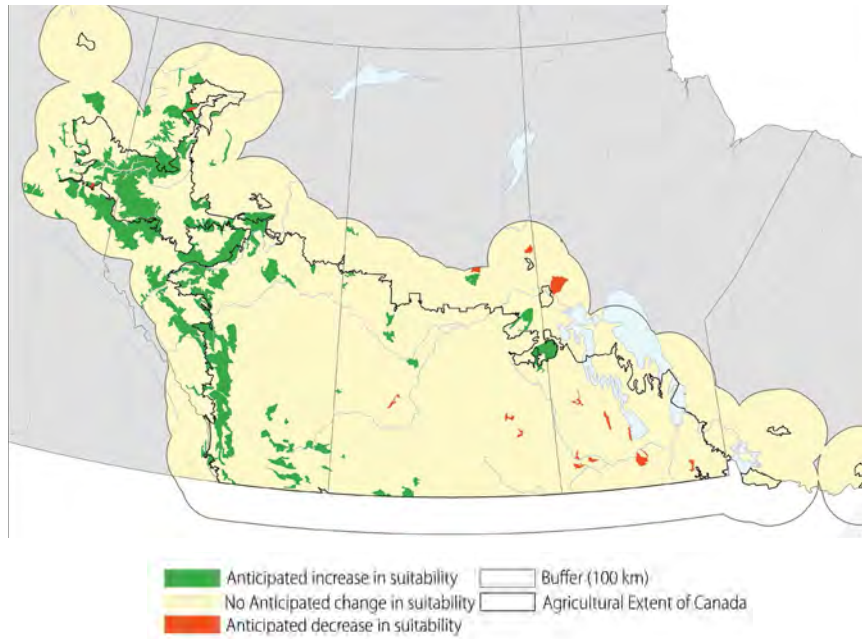 Anticipated increase in suitability
No Anticipated change in suitability
Anticipated decrease in suitability
Buffer (100 km)
Agricultural Extent of Canada